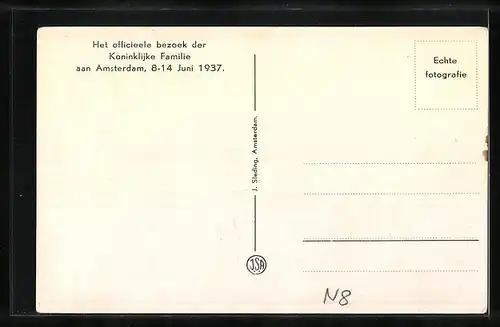 Het officieele bezoek der
Koninklijke Familie
aan Amsterdam, 8-14 Juni 1937.
J. Sleding, Amsterdam.
JSA
Echte
fotografie
N8